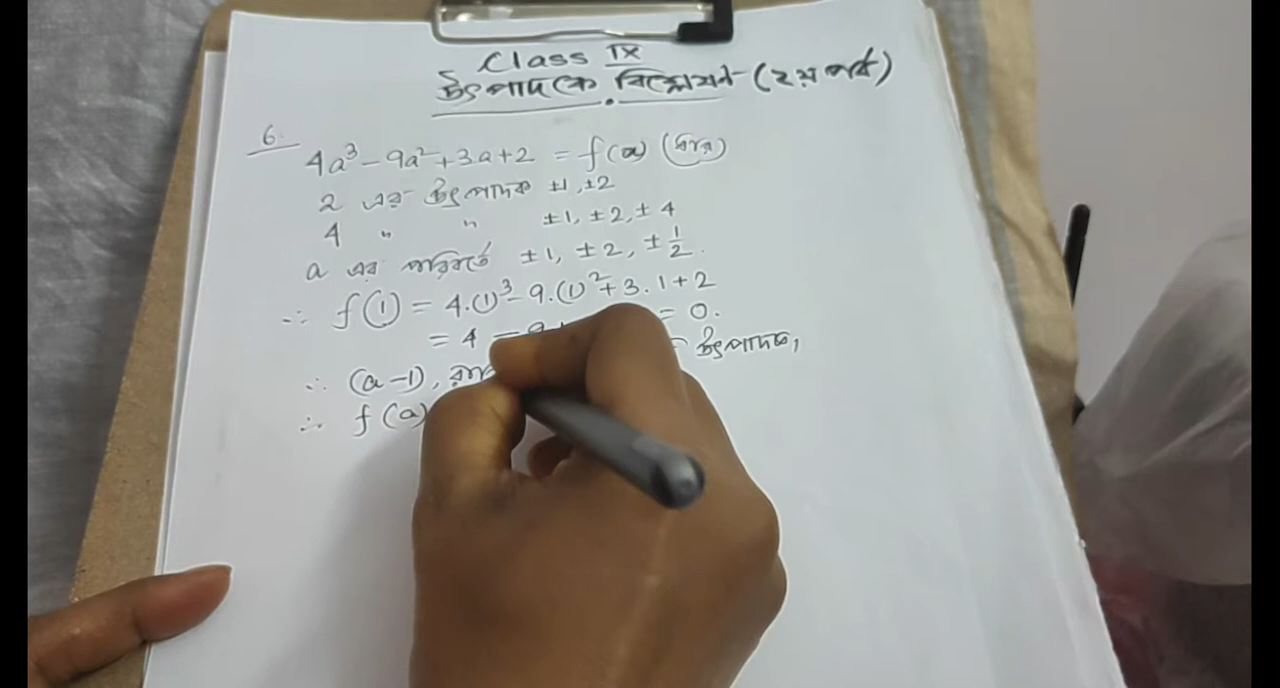 Class IX
উৎপাদকে বিশ্লেষণ (২য় পর্ব)
6.
4a³ - 9a² + 3a + 2 = f(a) (ধরি)
2 এর উৎপাদক ±1, ±2
4 " " ±1, ±2, ±4
a এর পরিবর্তে ±1, ±2, ±1/2.
∴ f(1) = 4.(1)³ - 9.(1)² + 3.1 + 2
= 4 - 9 = 0.
∴ (a-1), উৎপাদক,
∴ f(a)